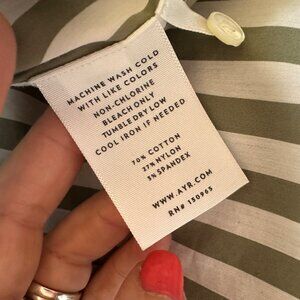 MACHINE WASH COLD
WITH LIKE COLORS
NON-CHLORINE
BLEACH ONLY
TUMBLE DRY LOW
COOL IRON IF NEEDED
70% COTTON
27% NYLON
3% SPANDEX
WWW.AYR.COM
RN# 150965